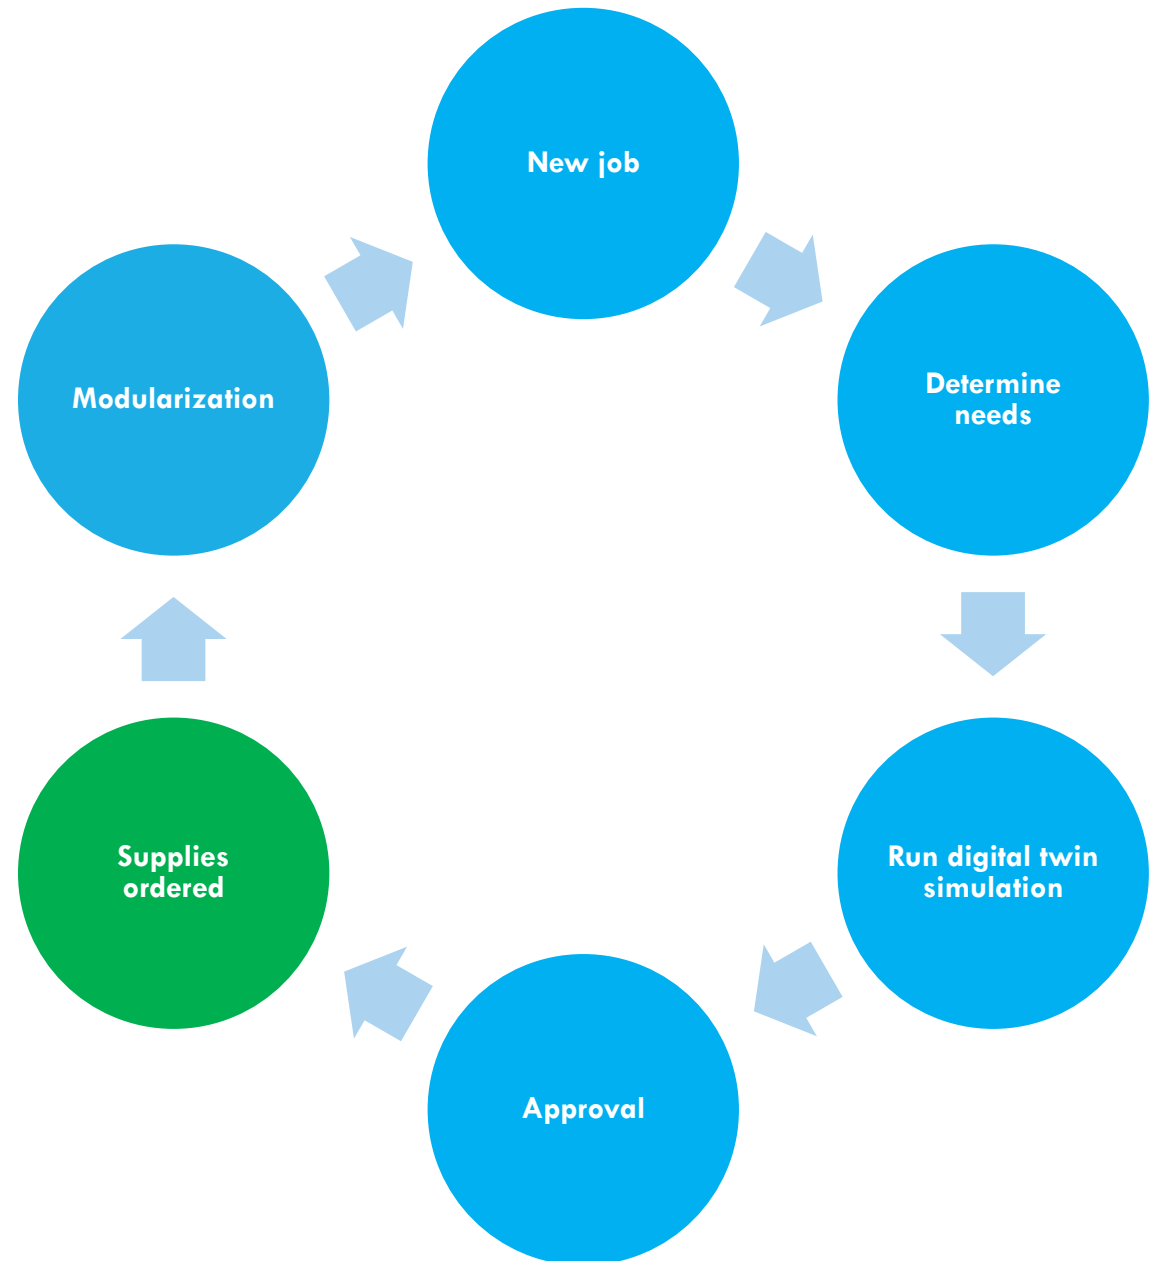 New job
Determine
needs
Run digital twin
simulation
Approval
Supplies
ordered
Modularization